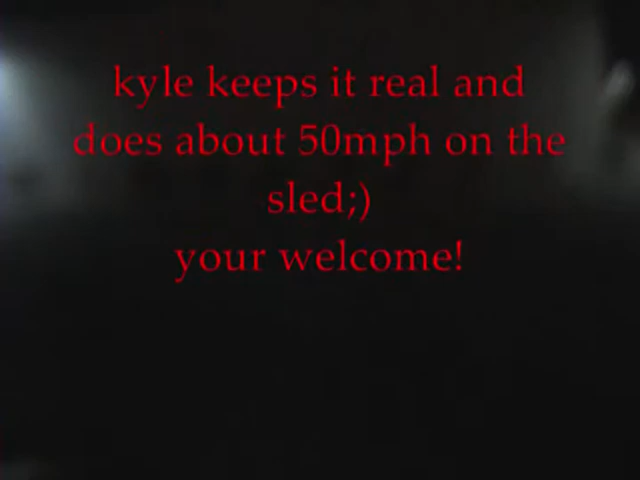 kyle keeps it real and
does about 50mph on the
sled;)
your welcome!